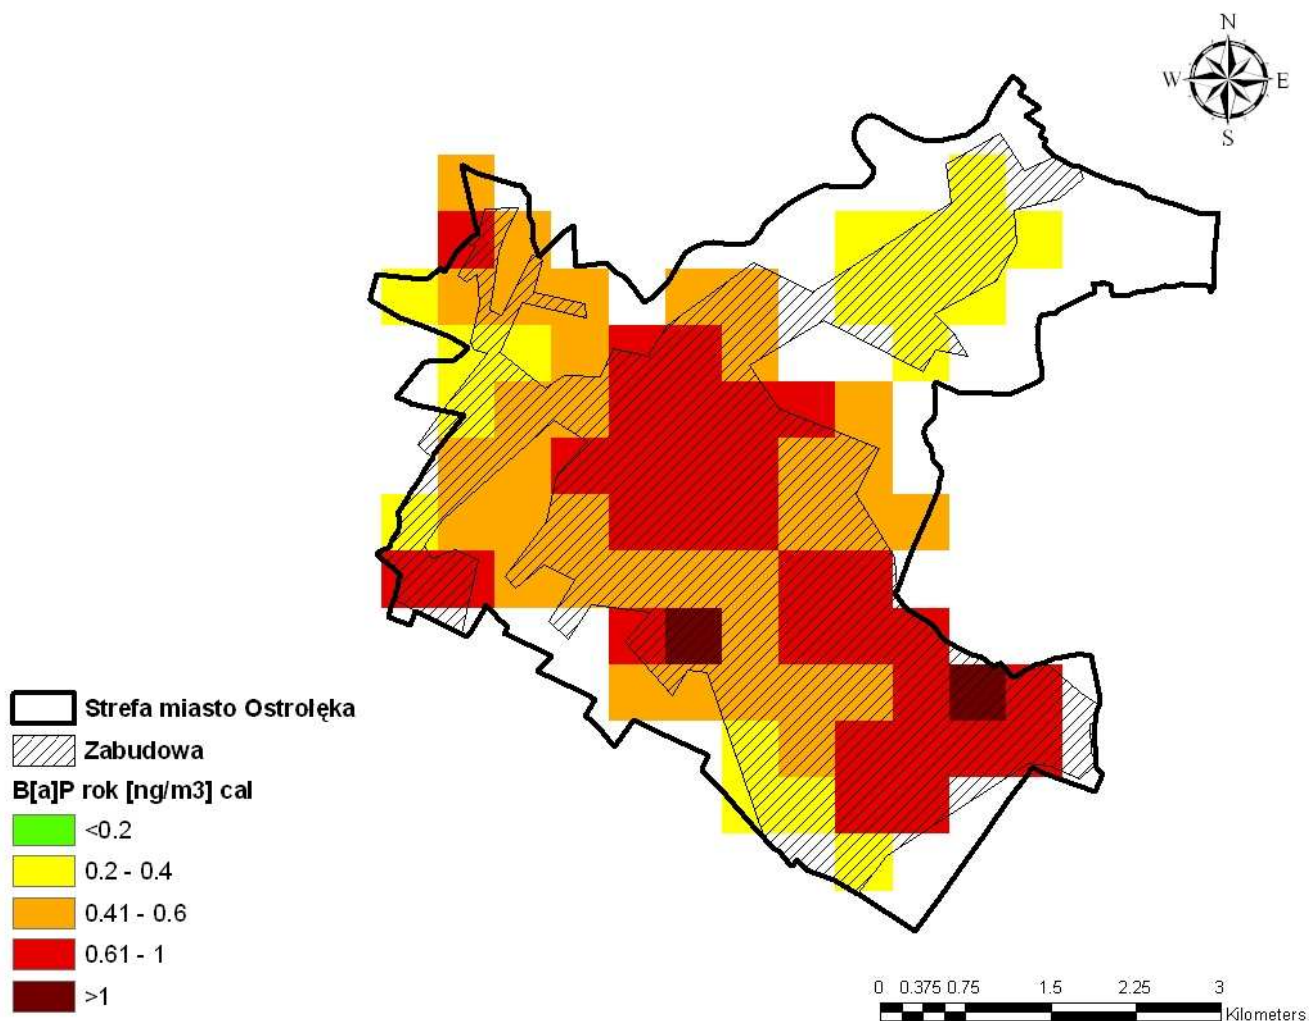 N
W E
S
Strefa miasto Ostrołęka
Zabudowa
B[a]P rok [ng/m3] cal
<0.2
0.2 - 0.4
0.41 - 0.6
0.61 - 1
>1
0 0.375 0.75 1.5 2.25 3
Kilometers